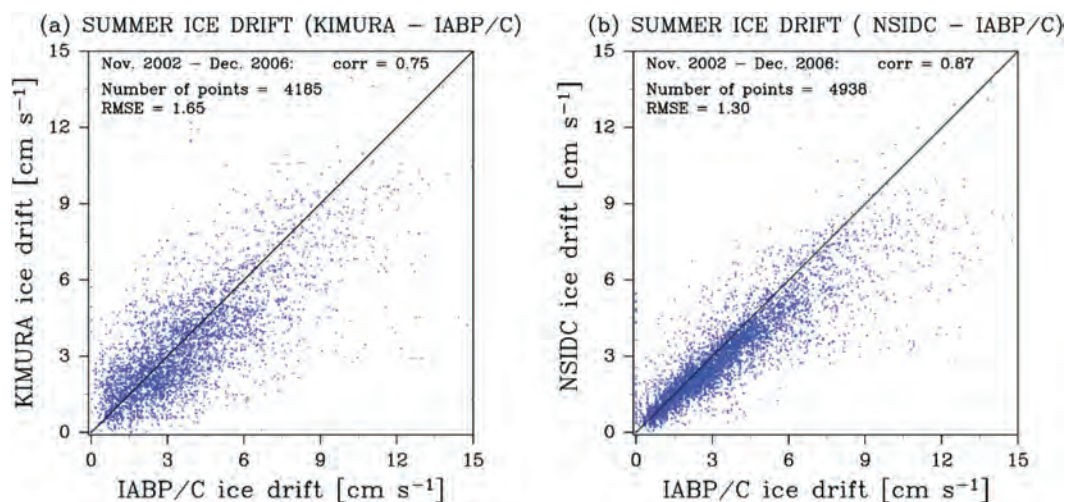 (a) SUMMER ICE DRIFT (KIMURA – IABP/C)
15
Nov. 2002 – Dec. 2006: corr = 0.75
Number of points = 4185
RMSE = 1.65
12
9
6
3
0
KIMURA ice drift [cm s⁻¹]
0 3 6 9 12 15
IABP/C ice drift [cm s⁻¹]
(b) SUMMER ICE DRIFT ( NSIDC – IABP/C)
15
Nov. 2002 – Dec. 2006: corr = 0.87
Number of points = 4938
RMSE = 1.30
12
9
6
3
0
NSIDC ice drift [cm s⁻¹]
0 3 6 9 12 15
IABP/C ice drift [cm s⁻¹]